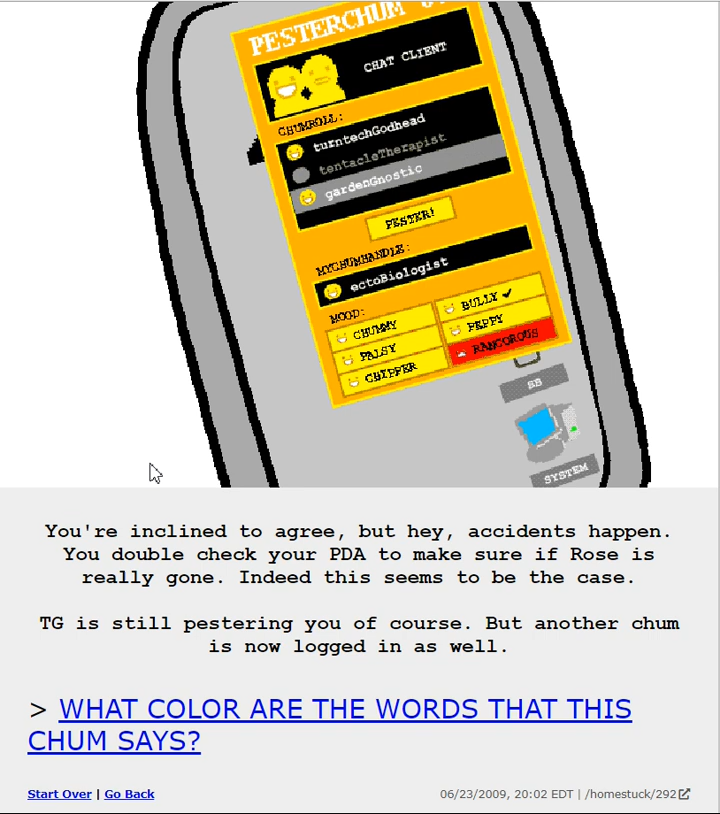 PESTERCHUM
CHAT CLIENT
CHUMROLL:
turntechGodhead
tentacleTherapist
gardenGnostic
PESTER!
MYCHUMHANDLE:
ectoBiologist
MOOD:
CHUMMY
BULLY ✔
PALSY
PEPPY
CHIPPER
RANCOROUS
SS
SYSTEM
You're inclined to agree, but hey, accidents happen.
You double check your PDA to make sure if Rose is
really gone. Indeed this seems to be the case.
TG is still pestering you of course. But another chum
is now logged in as well.
> WHAT COLOR ARE THE WORDS THAT THIS
CHUM SAYS?
Start Over | Go Back
06/23/2009, 20:02 EDT | /homestuck/292